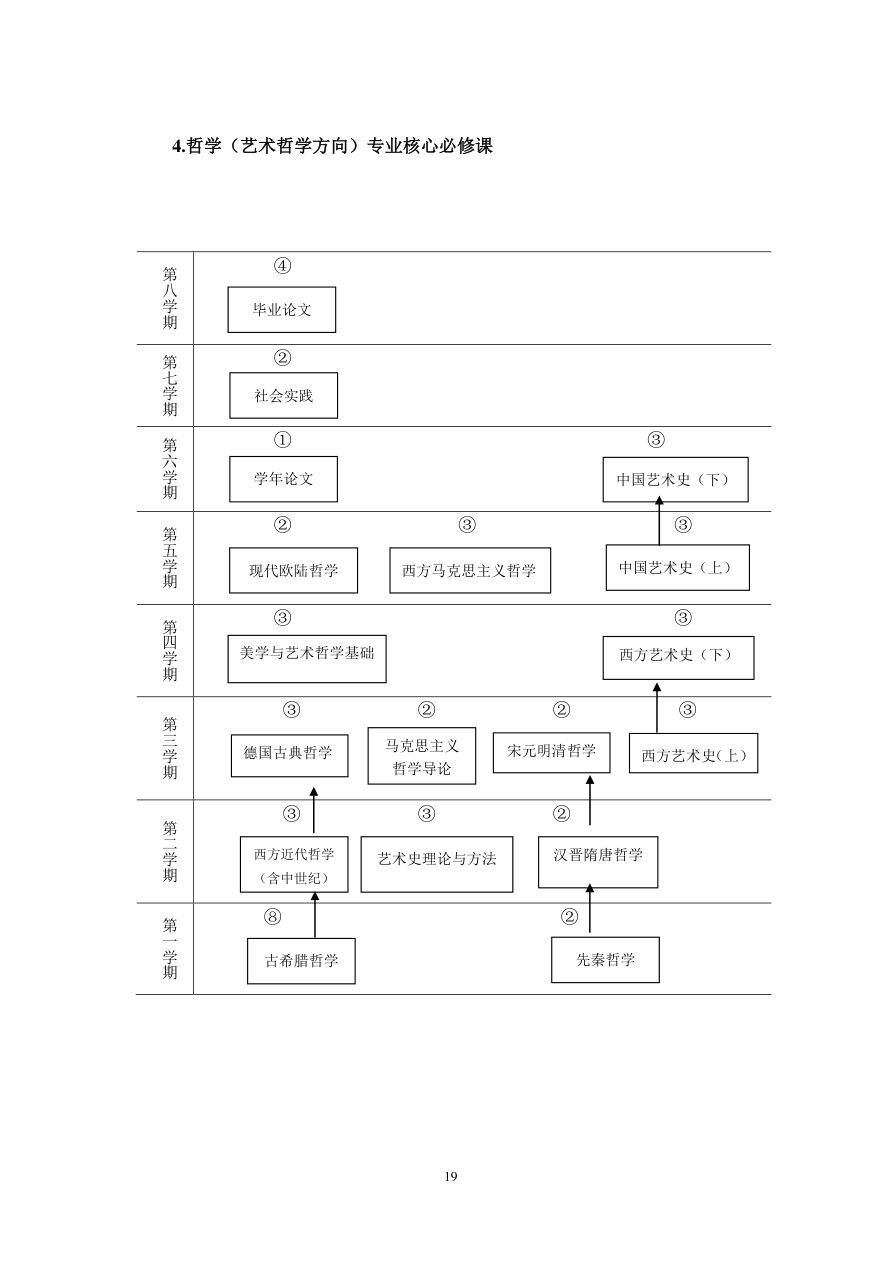 4.哲学（艺术哲学方向）专业核心必修课
第八学期
④
毕业论文
第七学期
②
社会实践
第六学期
① ③
学年论文 中国艺术史（下）
第五学期
② ③ ③
现代欧陆哲学 西方马克思主义哲学 中国艺术史（上）
第四学期
③ ③
美学与艺术哲学基础 西方艺术史（下）
第三学期
③ ② ② ③
德国古典哲学
马克思主义
哲学导论
宋元明清哲学 西方艺术史（上）
第二学期
③ ③ ②
西方近代哲学
（含中世纪）
艺术史理论与方法 汉晋隋唐哲学
第一学期
⑧ ②
古希腊哲学 先秦哲学
19